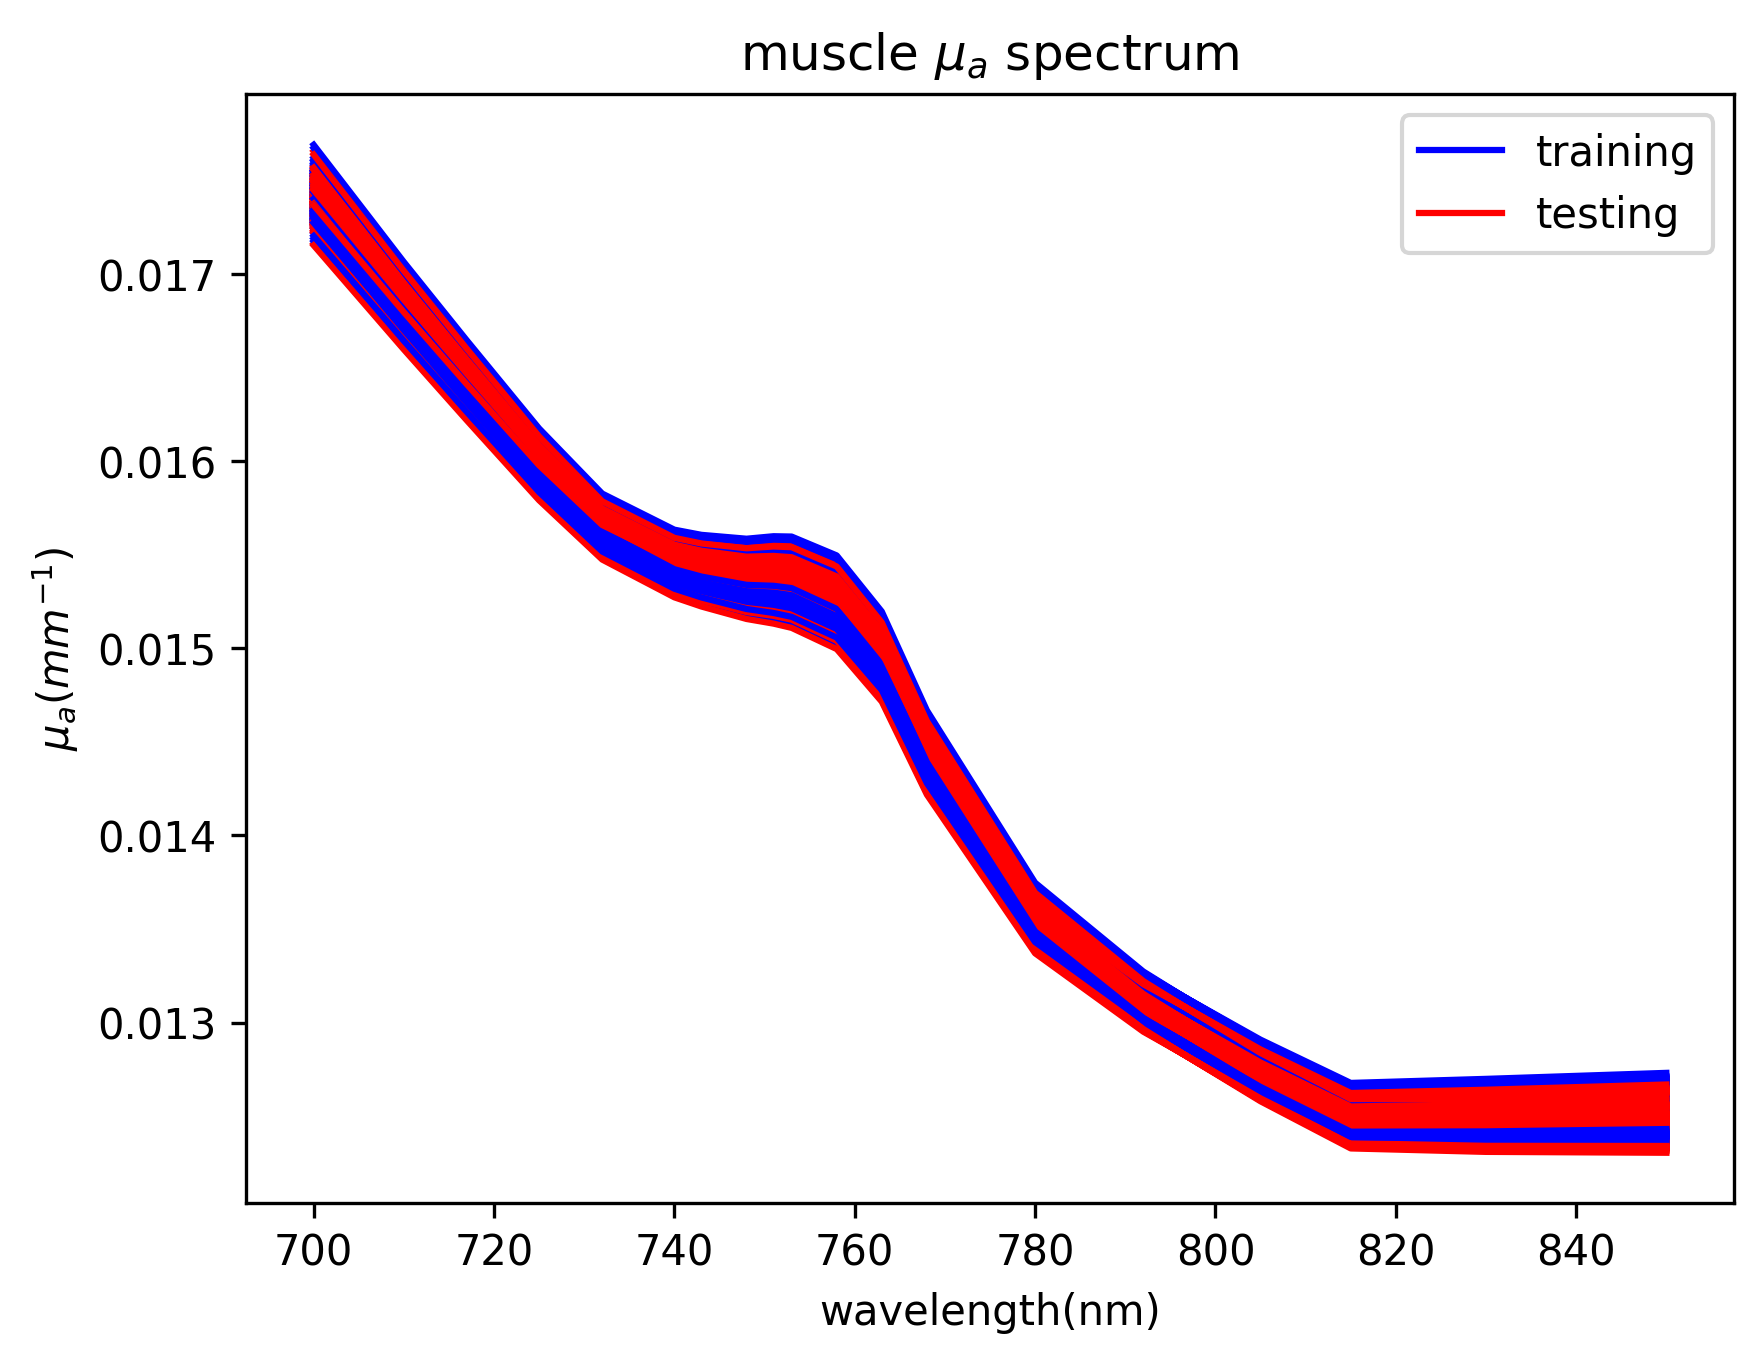 muscle μₐ spectrum
training
testing
μₐ(mm⁻¹)
0.017
0.016
0.015
0.014
0.013
700 720 740 760 780 800 820 840
wavelength(nm)